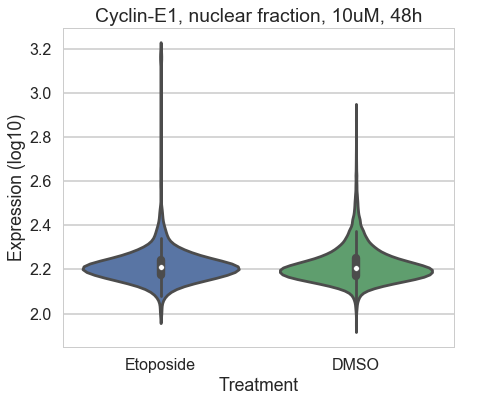 Cyclin-E1, nuclear fraction, 10uM, 48h
Expression (log10)
3.2
3.0
2.8
2.6
2.4
2.2
2.0
Etoposide DMSO
Treatment